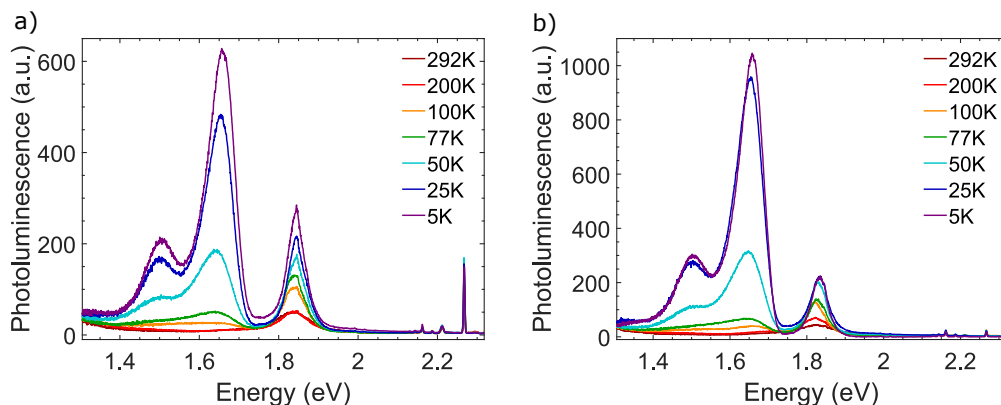 a)
Photoluminescence (a.u.)
600
400
200
0
1.4
1.6
1.8
2
2.2
Energy (eV)
292K
200K
100K
77K
50K
25K
5K
b)
Photoluminescence (a.u.)
1000
800
600
400
200
0
1.4
1.6
1.8
2
2.2
Energy (eV)
292K
200K
100K
77K
50K
25K
5K